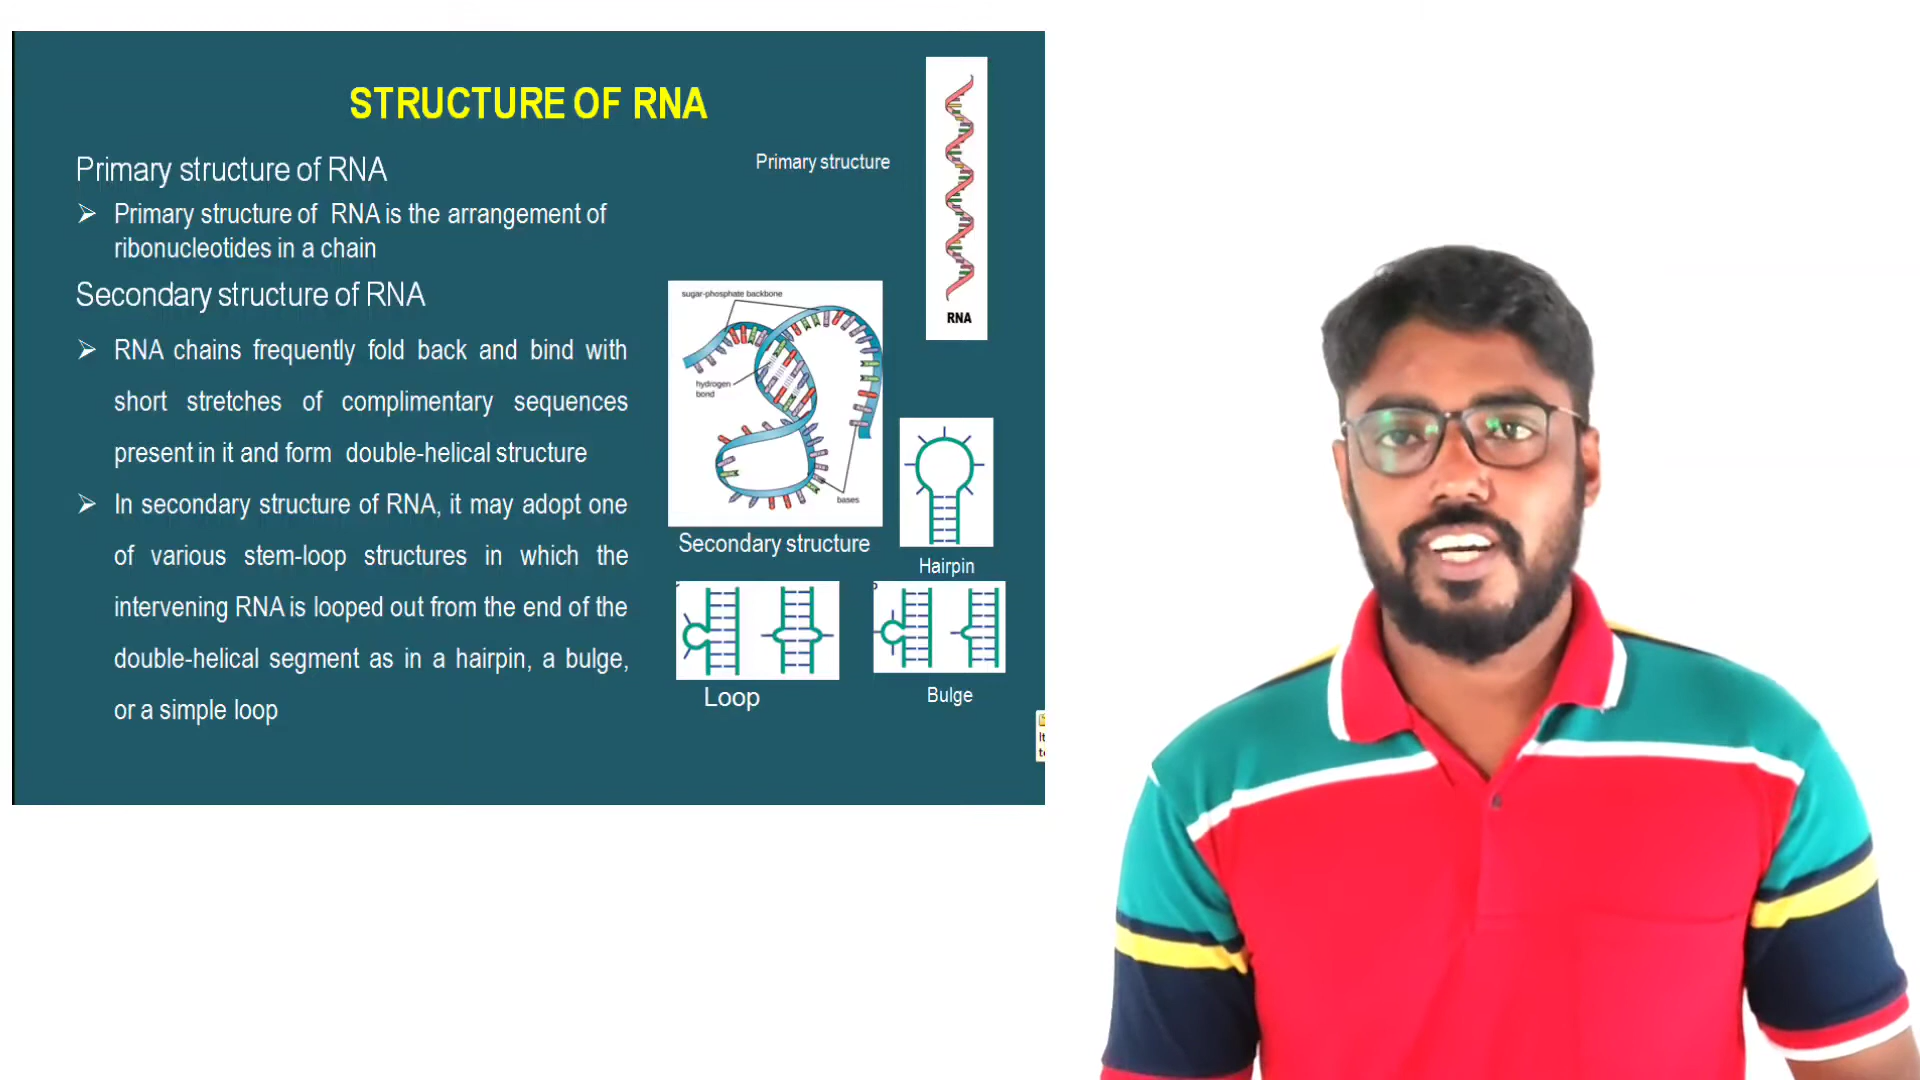 STRUCTURE OF RNA
Primary structure of RNA
➢ Primary structure of RNA is the arrangement of
ribonucleotides in a chain
Secondary structure of RNA
➢ RNA chains frequently fold back and bind with
short stretches of complimentary sequences
present in it and form double-helical structure
➢ In secondary structure of RNA, it may adopt one
of various stem-loop structures in which the
intervening RNA is looped out from the end of the
double-helical segment as in a hairpin, a bulge,
or a simple loop
Primary structure
RNA
sugar-phosphate backbone
hydrogen
bond
bases
Secondary structure
Hairpin
Loop
Bulge